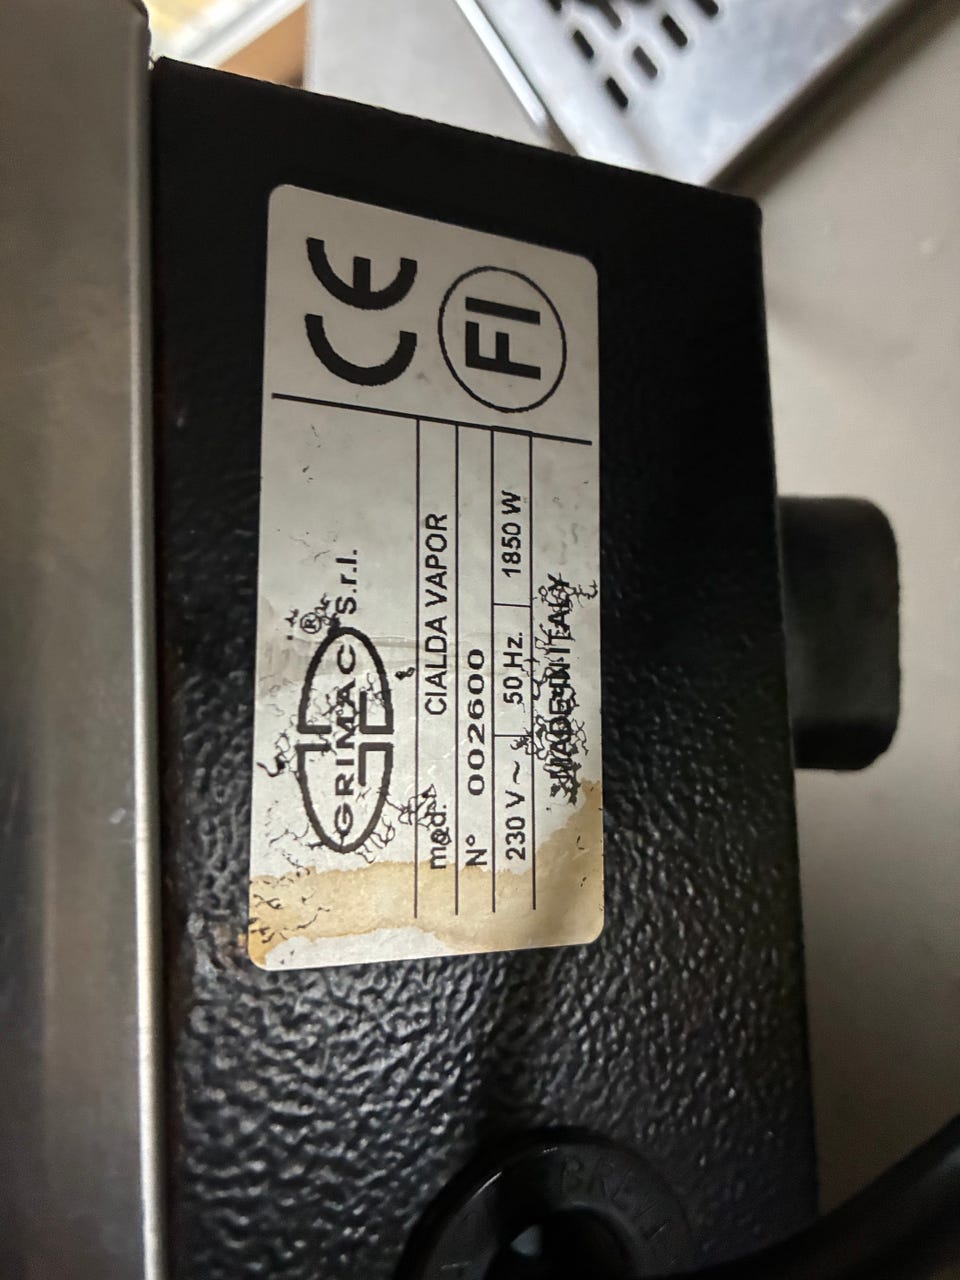 CE
FI
GRIMAC® S.r.l.
mod. CIALDA VAPOR
N° 002600
230 V ~ 50 Hz. 1850 W
MADE IN ITALY